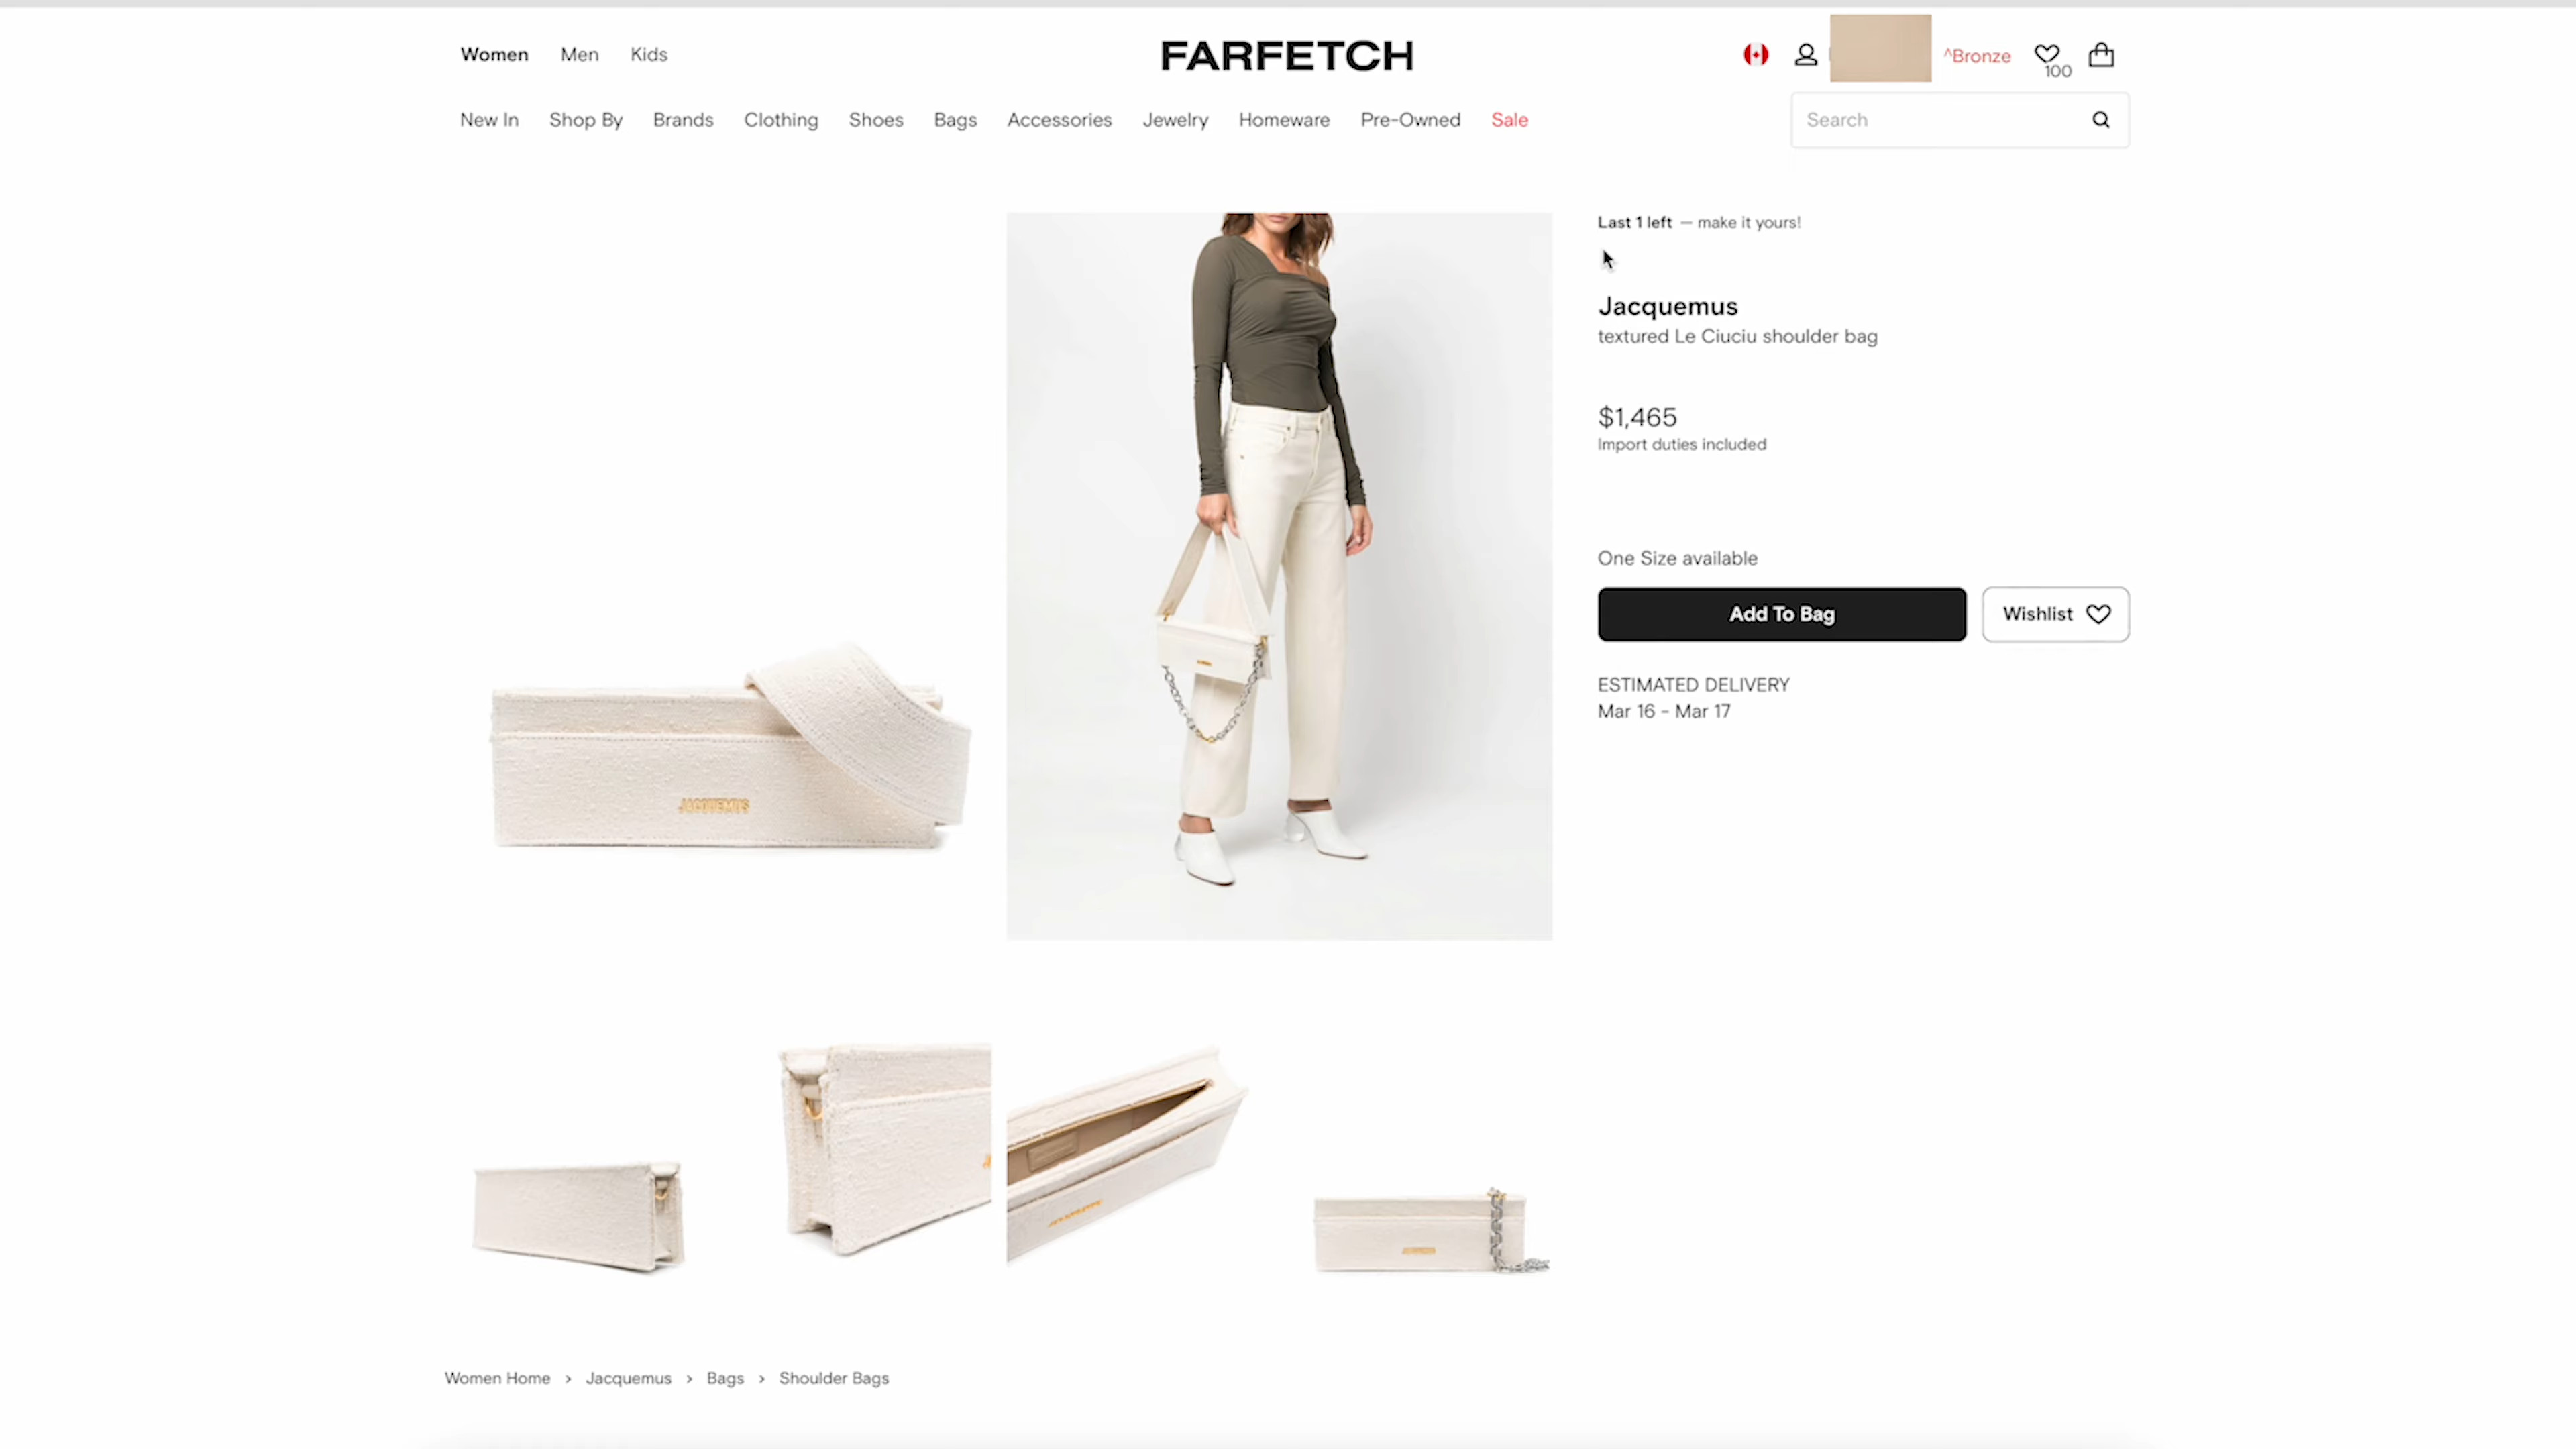 Women Men Kids
FARFETCH
^Bronze
100
New In Shop By Brands Clothing Shoes Bags Accessories Jewelry Homeware Pre-Owned Sale
Search
Last 1 left — make it yours!
Jacquemus
textured Le Ciuciu shoulder bag
$1,465
Import duties included
One Size available
Add To Bag
Wishlist
ESTIMATED DELIVERY
Mar 16 - Mar 17
JACQUEMUS
Women Home > Jacquemus > Bags > Shoulder Bags